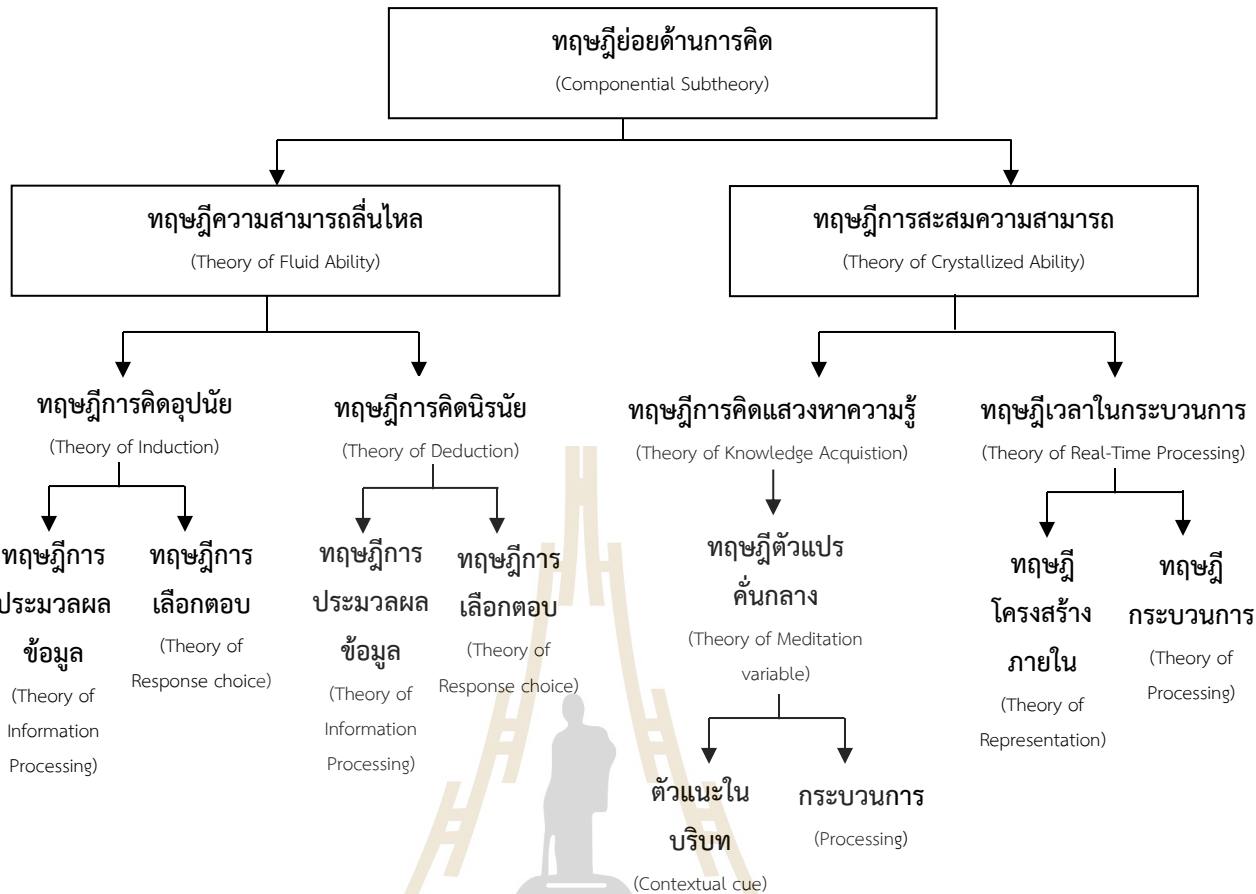 ทฤษฎีย่อยด้านการคิด
(Componential Subtheory)
ทฤษฎีความสามารถลื่นไหล
(Theory of Fluid Ability)
ทฤษฎีการสะสมความสามารถ
(Theory of Crystallized Ability)
ทฤษฎีการคิดอุปนัย
(Theory of Induction)
ทฤษฎีการคิดนิรนัย
(Theory of Deduction)
ทฤษฎีการคิดแสวงหาความรู้
(Theory of Knowledge Acquistion)
ทฤษฎีเวลาในกระบวนการ
(Theory of Real-Time Processing)
ทฤษฎีการ
ประมวลผล
ข้อมูล
(Theory of
Information
Processing)
ทฤษฎีการ
เลือกตอบ
(Theory of
Response choice)
ทฤษฎีการ
ประมวลผล
ข้อมูล
(Theory of
Information
Processing)
ทฤษฎีการ
เลือกตอบ
(Theory of
Response choice)
ทฤษฎีตัวแปร
คั่นกลาง
(Theory of Meditation
variable)
ตัวแนะใน
บริบท
(Contextual cue)
กระบวนการ
(Processing)
ทฤษฎี
โครงสร้าง
ภายใน
(Theory of
Representation)
ทฤษฎี
กระบวนการ
(Theory of
Processing)